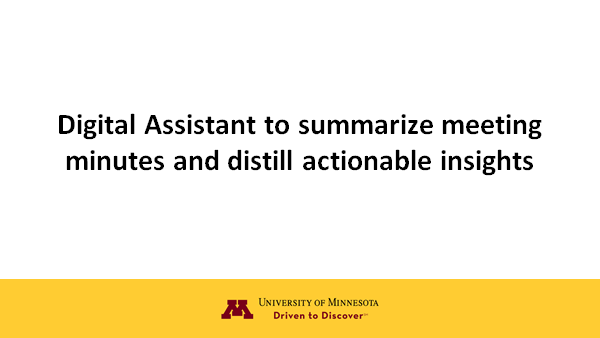 Digital Assistant to summarize meeting
minutes and distill actionable insights
M
UNIVERSITY OF MINNESOTA
Driven to Discover℠